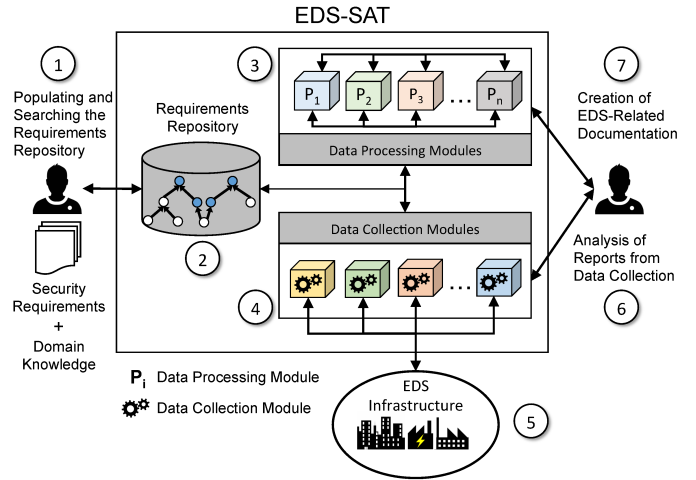 EDS-SAT
1
Populating and
Searching the
Requirements
Repository
Security
Requirements
+
Domain
Knowledge
Requirements
Repository
2
3
P1 P2 P3 ... Pn
Data Processing Modules
Data Collection Modules
...
4
7
Creation of
EDS-Related
Documentation
Analysis of
Reports from
Data Collection
6
Pi Data Processing Module
Data Collection Module
EDS
Infrastructure
5